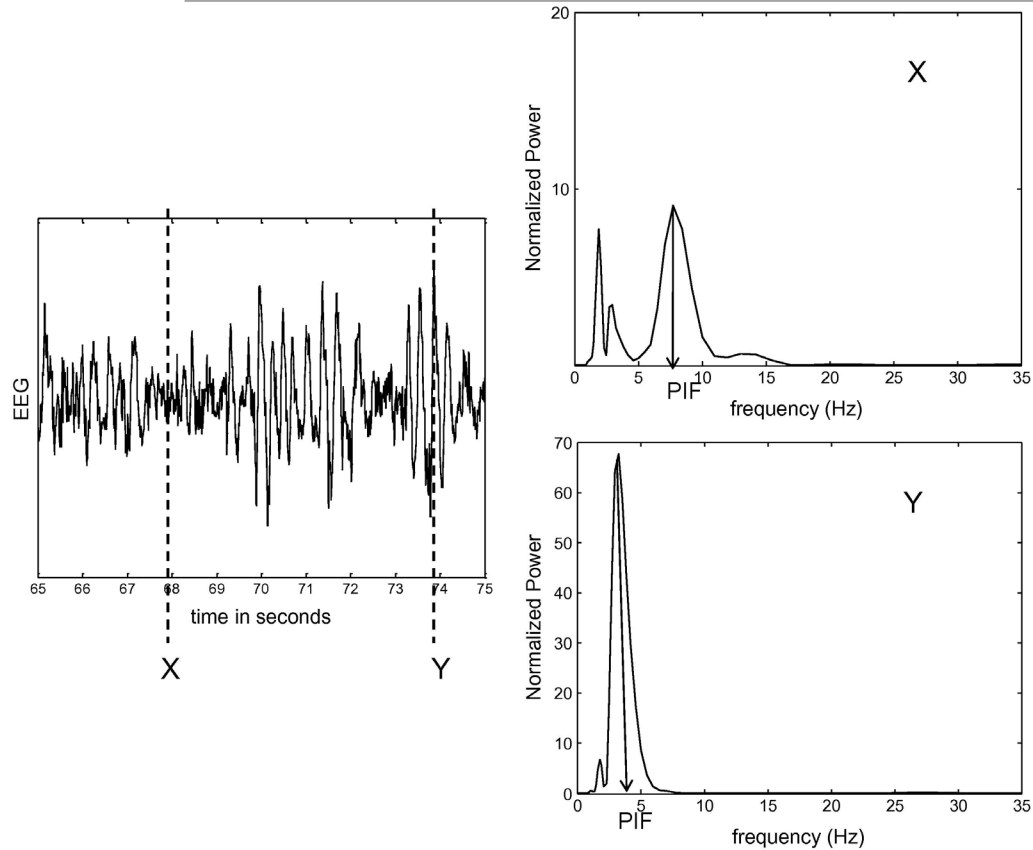 EEG
65 66 67 68 69 70 71 72 73 74 75
time in seconds
X
Y
20
10
0
Normalized Power
X
0 5 10 15 20 25 30 35
PIF
frequency (Hz)
70
60
50
40
30
20
10
0
Normalized Power
Y
0 5 10 15 20 25 30 35
PIF
frequency (Hz)